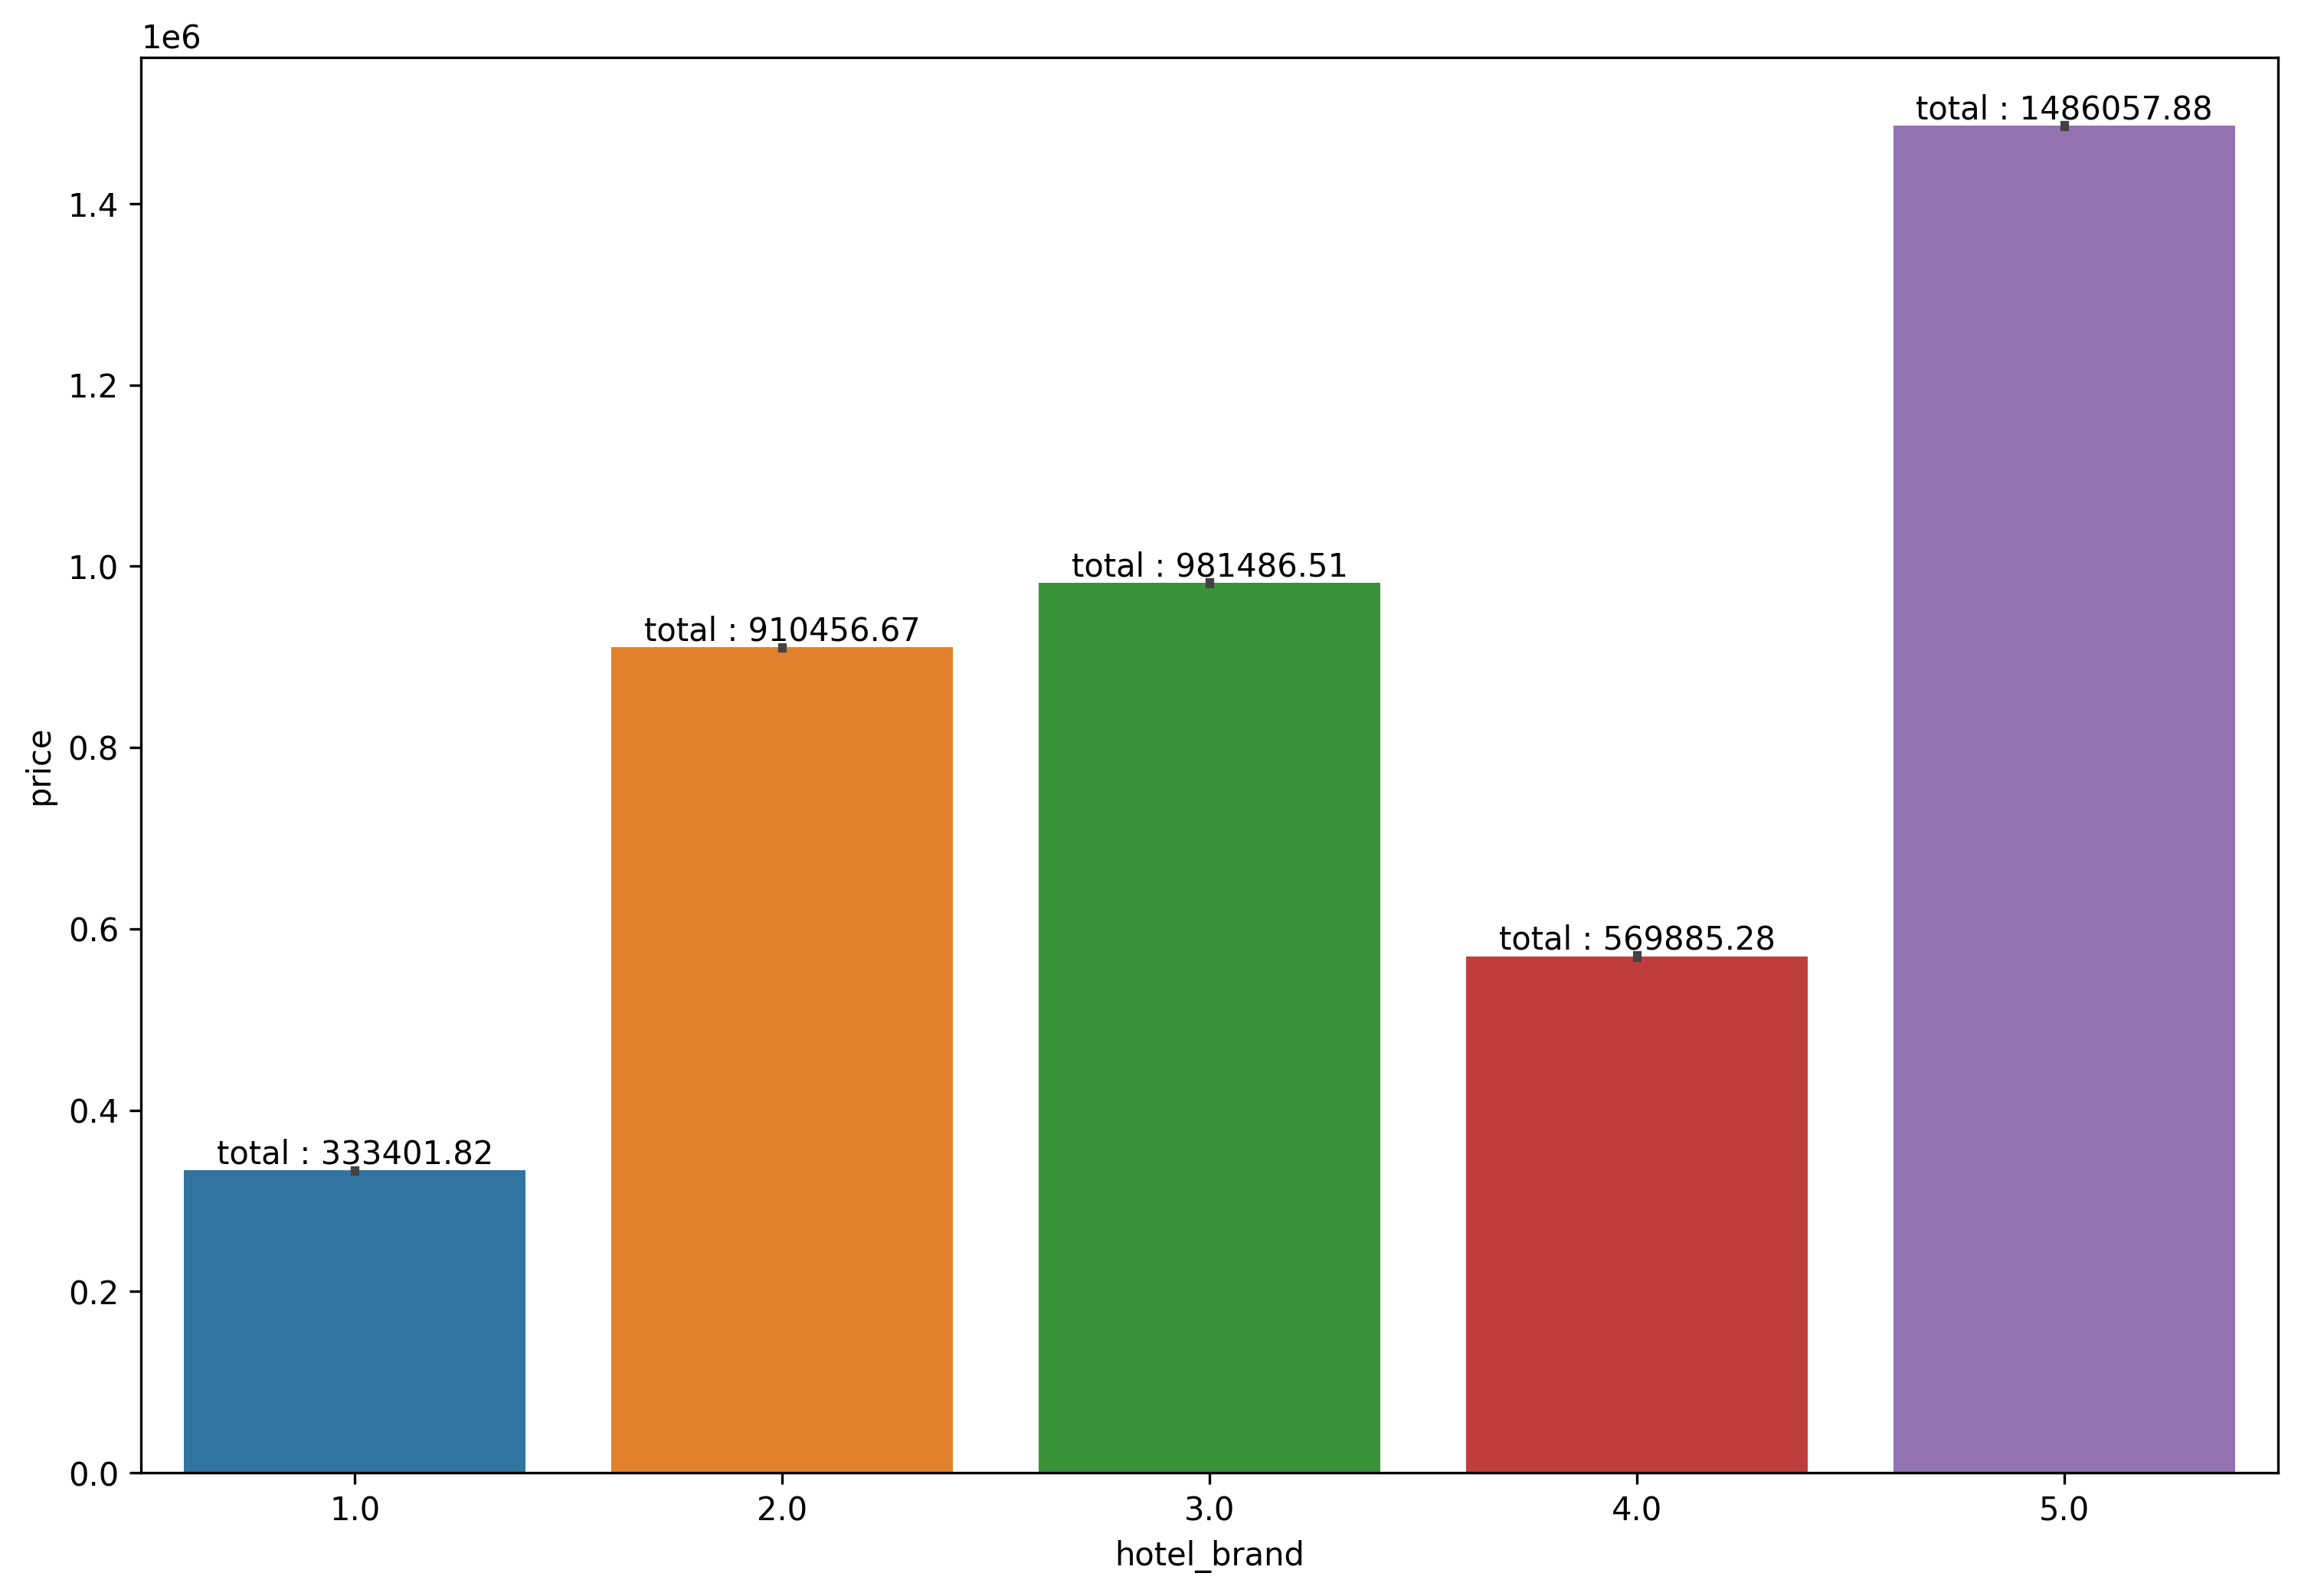 1e6
total : 1486057.88
1.4
1.2
total : 981486.51
1.0
total : 910456.67
price
0.8
total : 569885.28
0.6
0.4
total : 333401.82
0.2
0.0
1.0 2.0 3.0 4.0 5.0
hotel_brand